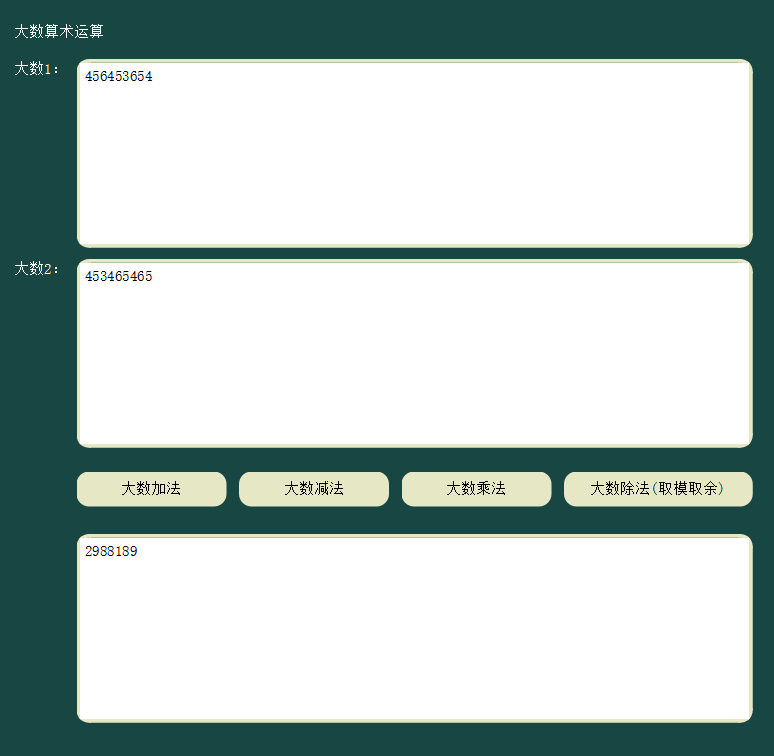 大数算术运算
大数1：
456453654
大数2：
453465465
大数加法
大数减法
大数乘法
大数除法(取模取余)
2988189